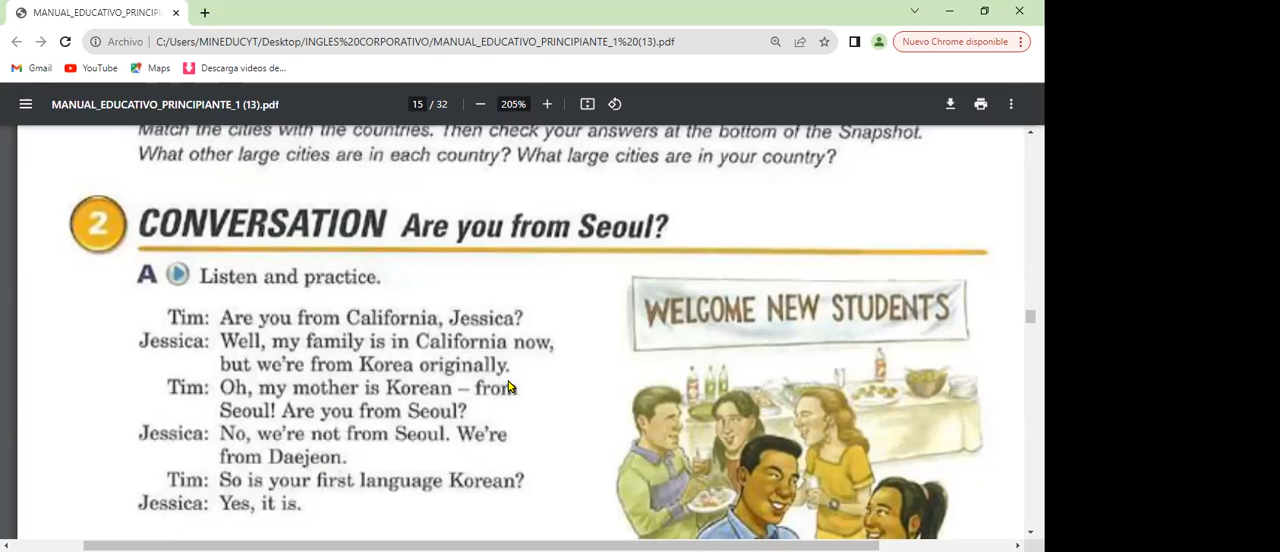 MANUAL_EDUCATIVO_PRINCIPI
Archivo
C:/Users/MINEDUCYT/Desktop/INGLES%20CORPORATIVO/MANUAL_EDUCATIVO_PRINCIPIANTE_1%20(13).pdf
Nuevo Chrome disponible
Gmail
YouTube
Maps
Descarga videos de...
MANUAL_EDUCATIVO_PRINCIPIANTE_1 (13).pdf
15 / 32
205%
Match the cities with the countries. Then check your answers at the bottom of the Snapshot.
What other large cities are in each country? What large cities are in your country?
2 CONVERSATION Are you from Seoul?
A Listen and practice.
Tim: Are you from California, Jessica?
Jessica: Well, my family is in California now,
but we're from Korea originally.
Tim: Oh, my mother is Korean – from
Seoul! Are you from Seoul?
Jessica: No, we're not from Seoul. We're
from Daejeon.
Tim: So is your first language Korean?
Jessica: Yes, it is.
WELCOME NEW STUDENTS